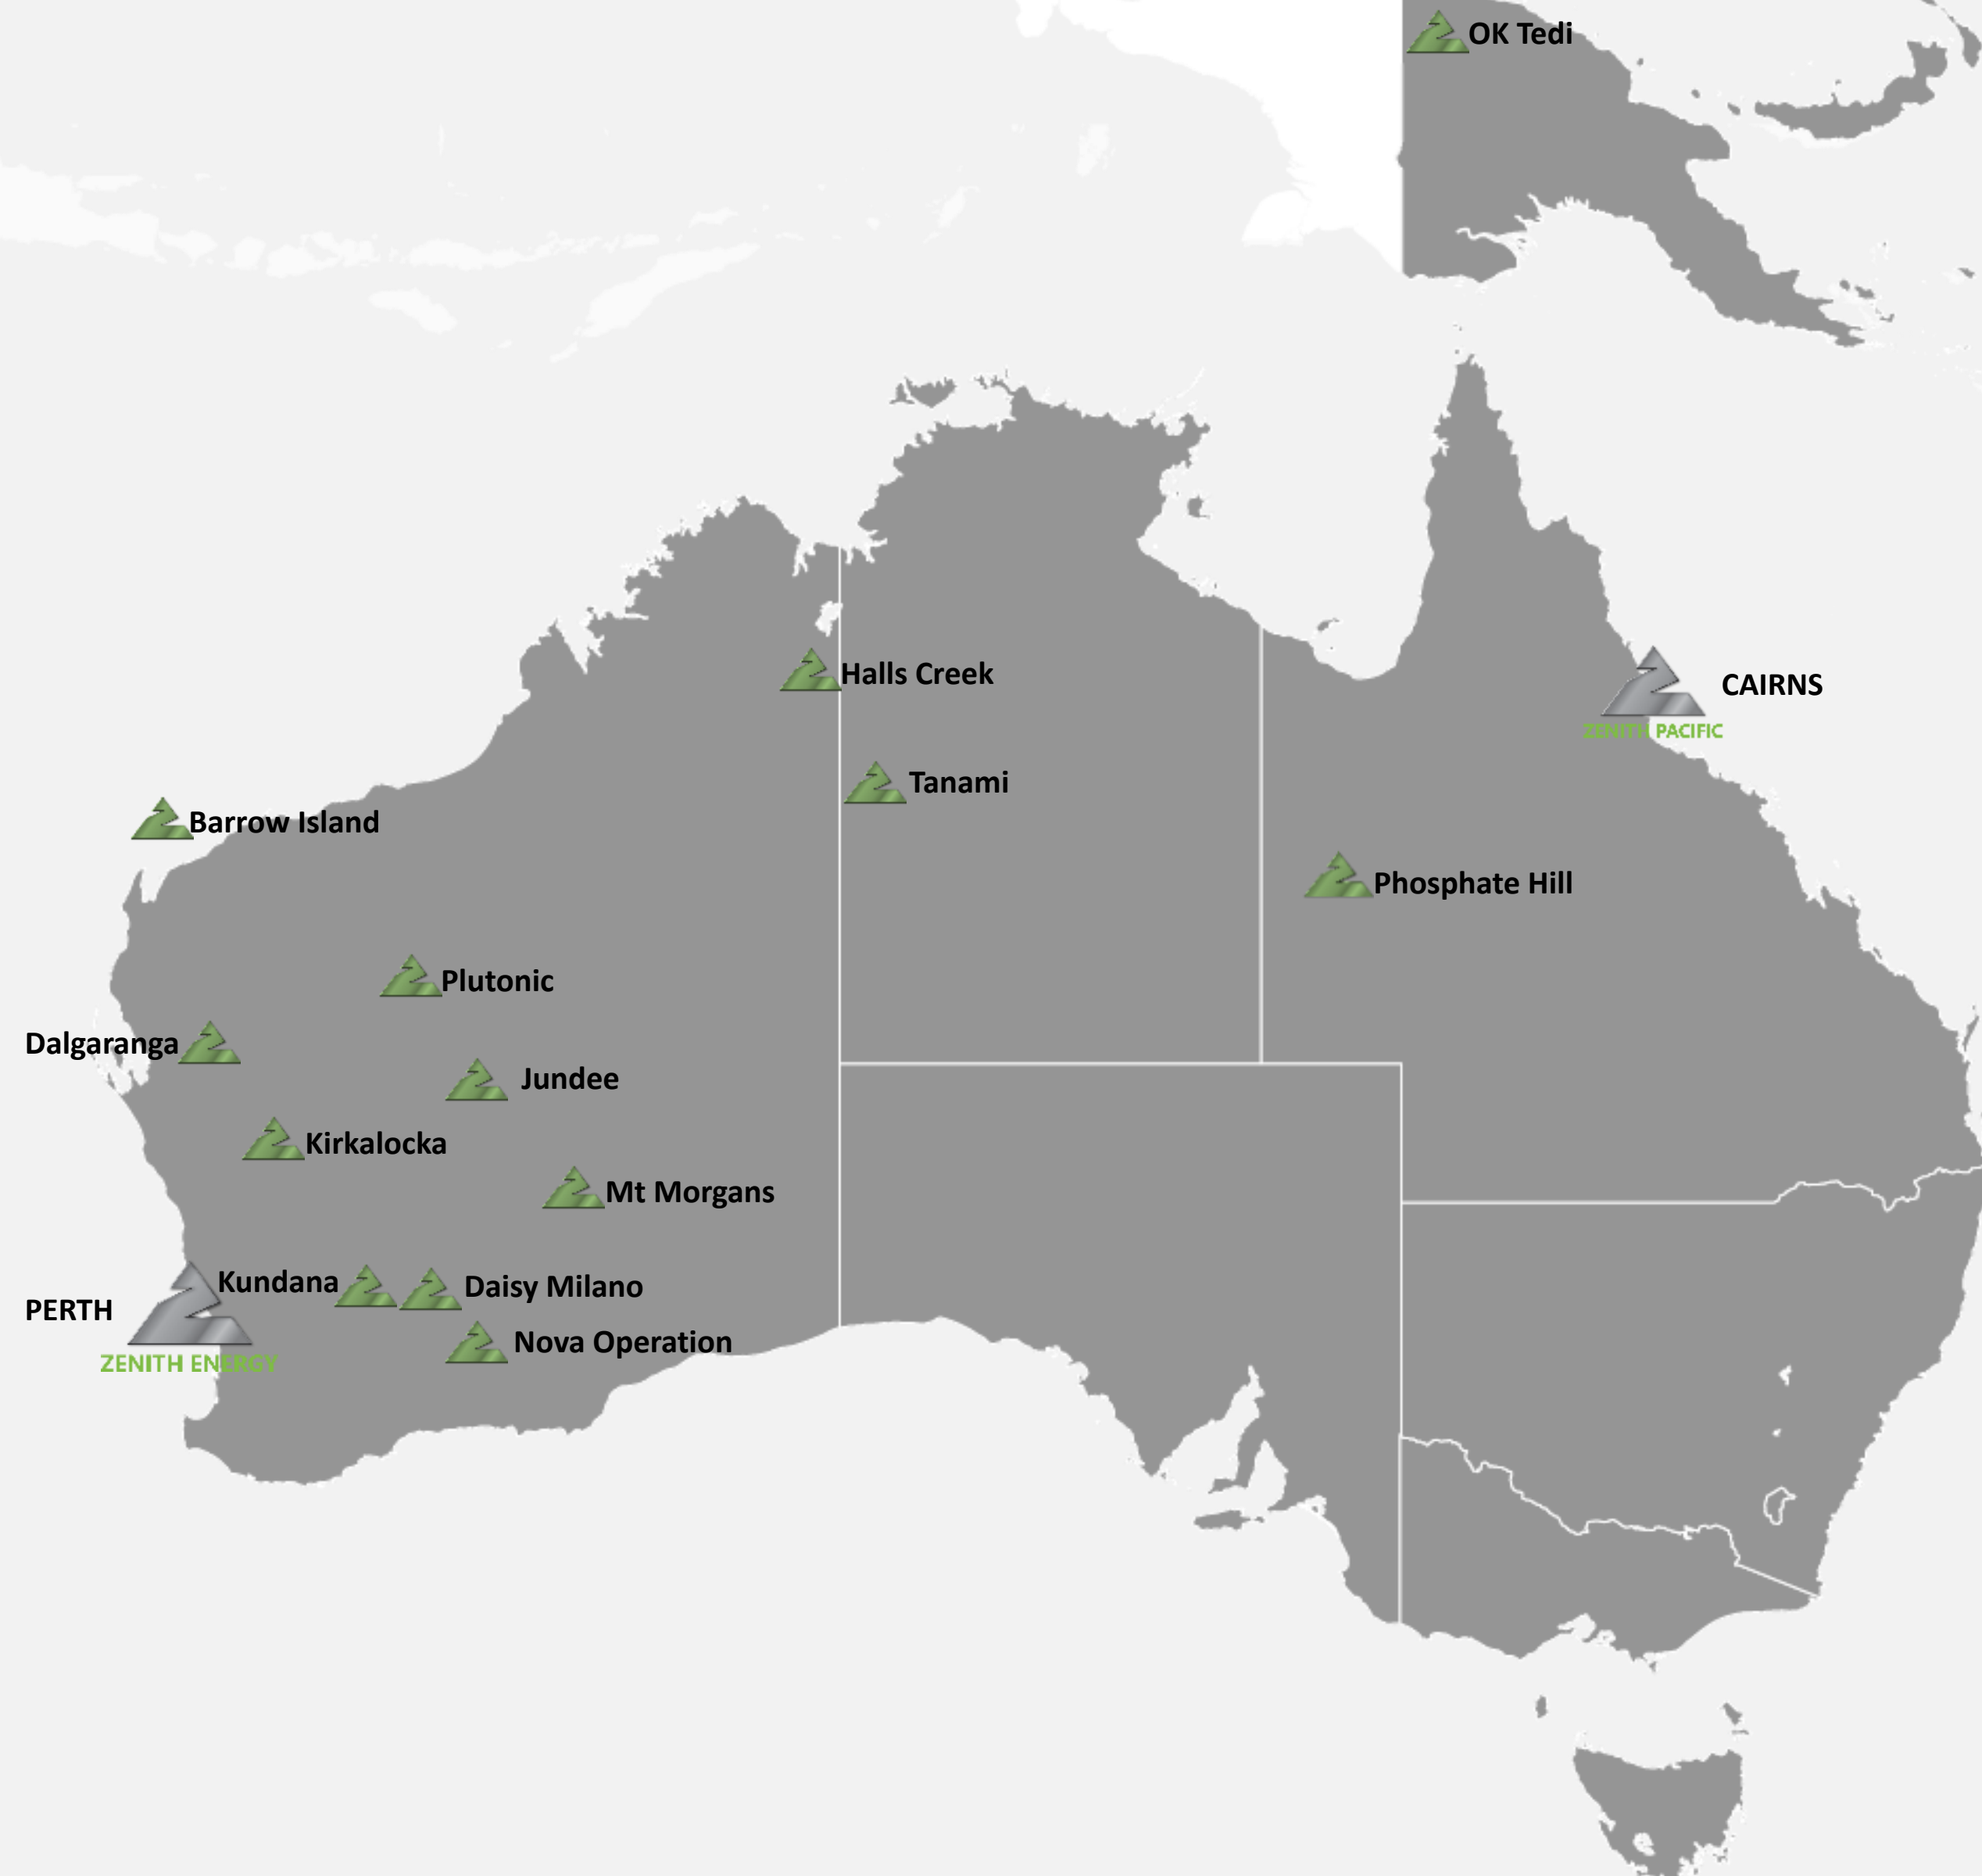 OK Tedi
Halls Creek
CAIRNS
ZENITH PACIFIC
Tanami
Barrow Island
Phosphate Hill
Plutonic
Dalgaranga
Jundee
Kirkalocka
Mt Morgans
Kundana
Daisy Milano
PERTH
Nova Operation
ZENITH ENERGY